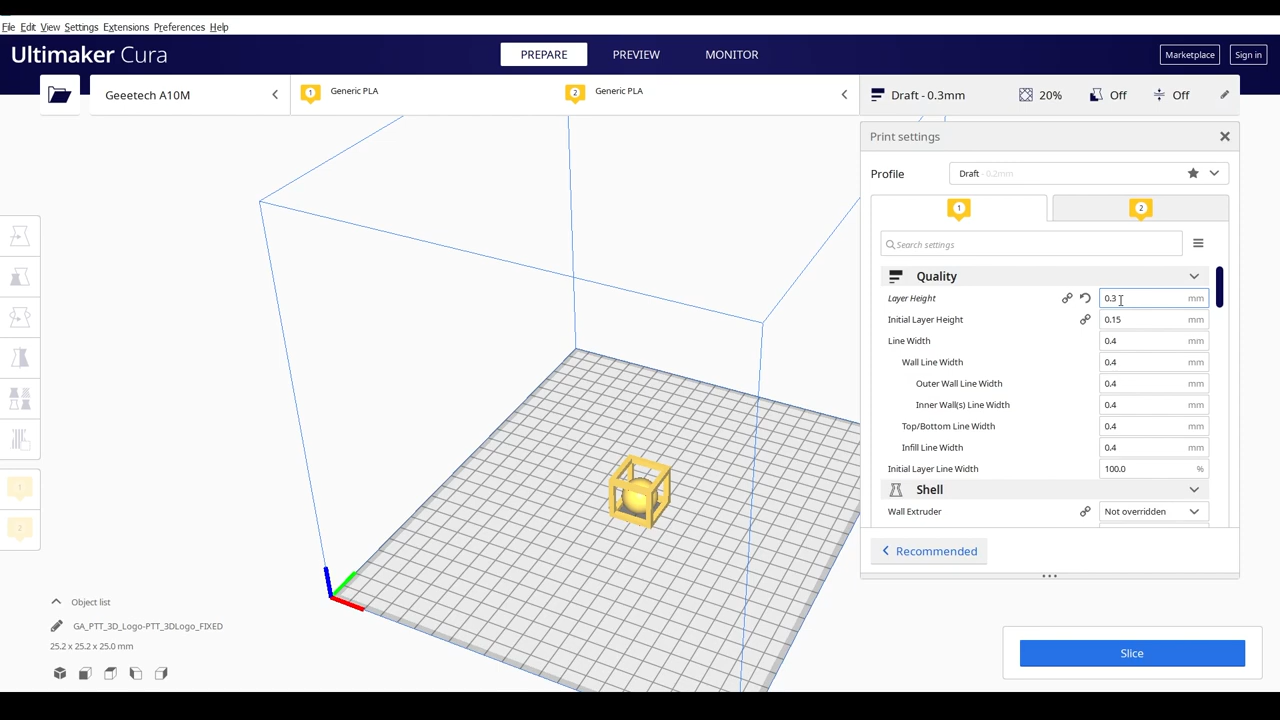 File Edit View Settings Extensions Preferences Help
Ultimaker Cura
PREPARE PREVIEW MONITOR
Marketplace Sign in
Geeetech A10M
1 Generic PLA
2 Generic PLA
Draft - 0.3mm 20% Off Off
Print settings
Profile Draft - 0.2mm
1 2
Search settings
Quality
Layer Height 0.3 mm
Initial Layer Height 0.15 mm
Line Width 0.4 mm
Wall Line Width 0.4 mm
Outer Wall Line Width 0.4 mm
Inner Wall(s) Line Width 0.4 mm
Top/Bottom Line Width 0.4 mm
Infill Line Width 0.4 mm
Initial Layer Line Width 100.0 %
Shell
Wall Extruder Not overridden
Recommended
1
2
Object list
GA_PTT_3D_Logo-PTT_3DLogo_FIXED
25.2 x 25.2 x 25.0 mm
Slice